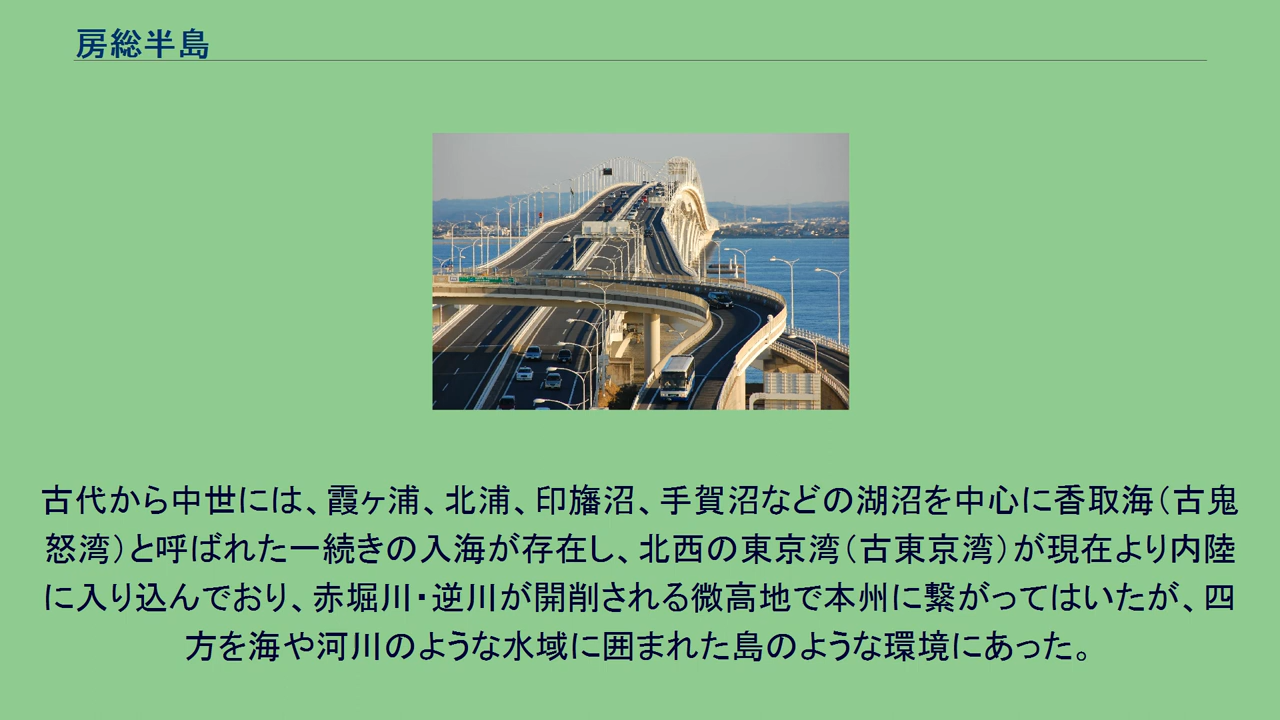 房総半島
古代から中世には、霞ヶ浦、北浦、印旛沼、手賀沼などの湖沼を中心に香取海（古鬼
怒湾）と呼ばれた一続きの入海が存在し、北西の東京湾（古東京湾）が現在より内陸
に入り込んでおり、赤堀川・逆川が開削される微高地で本州に繋がってはいたが、四
方を海や河川のような水域に囲まれた島のような環境にあった。